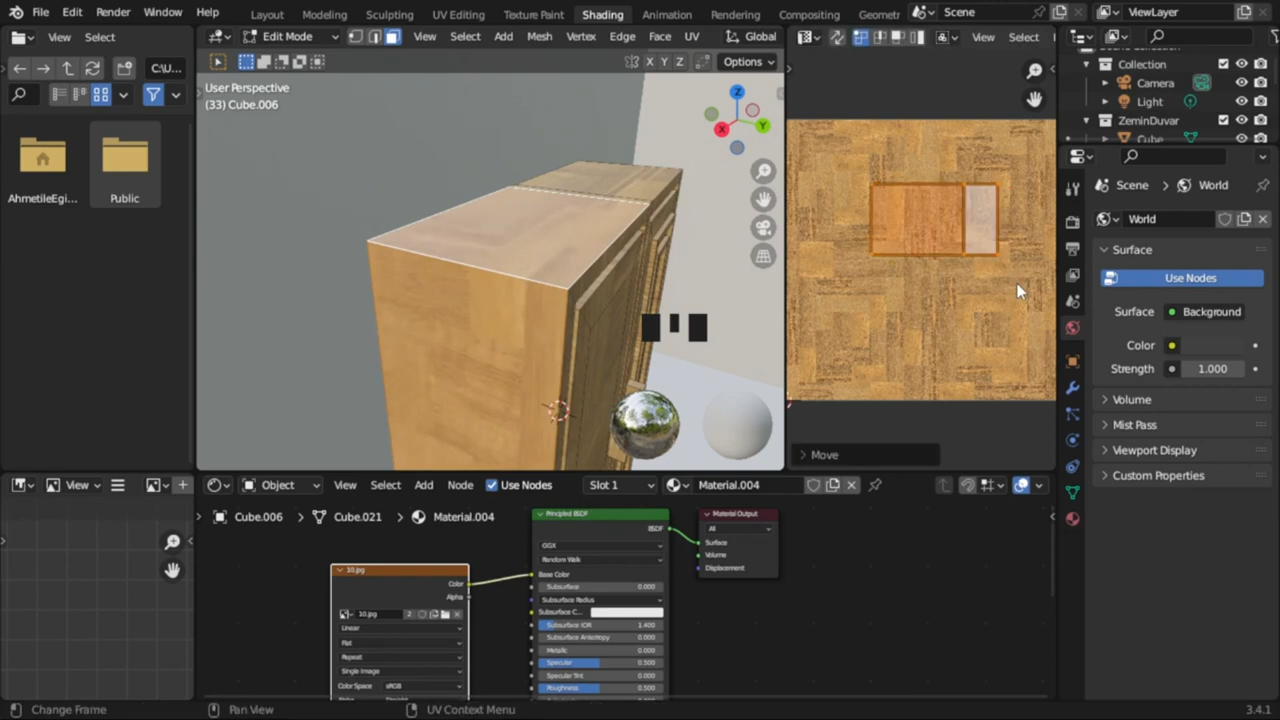 File Edit Render Window Help Layout Modeling Sculpting UV Editing Texture Paint Shading Animation Rendering Compositing Geometr Scene ViewLayer
View Select
Edit Mode View Select Add Mesh Vertex Edge Face UV Global
View Select
C:\U...
X Y Z Options
User Perspective
(33) Cube.006
Z
X
Y
AhmetileEgi...
Public
Move
Collection
Camera
Light
ZeminDuvar
Cube
Scene > World
World
Surface
Use Nodes
Surface Background
Color
Strength 1.000
Volume
Mist Pass
Viewport Display
Custom Properties
View
Object View Select Add Node Use Nodes Slot 1 Material.004
Cube.006 > Cube.021 > Material.004
10.jpg
Color
Alpha
10.jpg 2
Linear
Flat
Repeat
Single Image
Color Space sRGB
Principled BSDF
BSDF
GGX
Random Walk
Base Color
Subsurface 0.000
Subsurface Radius
Subsurface C...
Subsurface IOR 1.400
Subsurface Anisotropy 0.000
Metallic 0.000
Specular 0.500
Specular Tint 0.000
Roughness 0.500
Material Output
All
Surface
Volume
Displacement
Change Frame Pan View UV Context Menu 3.4.1